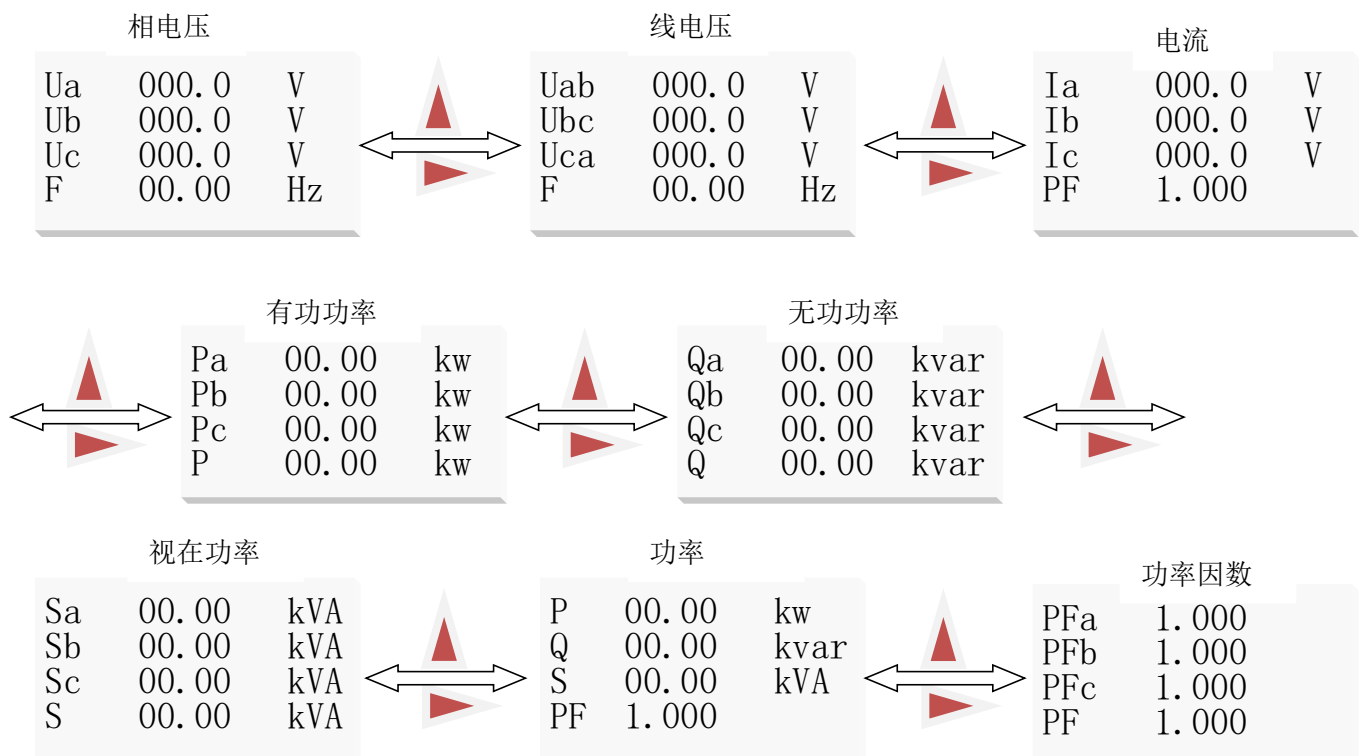 相电压
Ua 000.0 V
Ub 000.0 V
Uc 000.0 V
F 00.00 Hz
线电压
Uab 000.0 V
Ubc 000.0 V
Uca 000.0 V
F 00.00 Hz
电流
Ia 000.0 V
Ib 000.0 V
Ic 000.0 V
PF 1.000
有功功率
Pa 00.00 kw
Pb 00.00 kw
Pc 00.00 kw
P 00.00 kw
无功功率
Qa 00.00 kvar
Qb 00.00 kvar
Qc 00.00 kvar
Q 00.00 kvar
视在功率
Sa 00.00 kVA
Sb 00.00 kVA
Sc 00.00 kVA
S 00.00 kVA
功率
P 00.00 kw
Q 00.00 kvar
S 00.00 kVA
PF 1.000
功率因数
PFa 1.000
PFb 1.000
PFc 1.000
PF 1.000